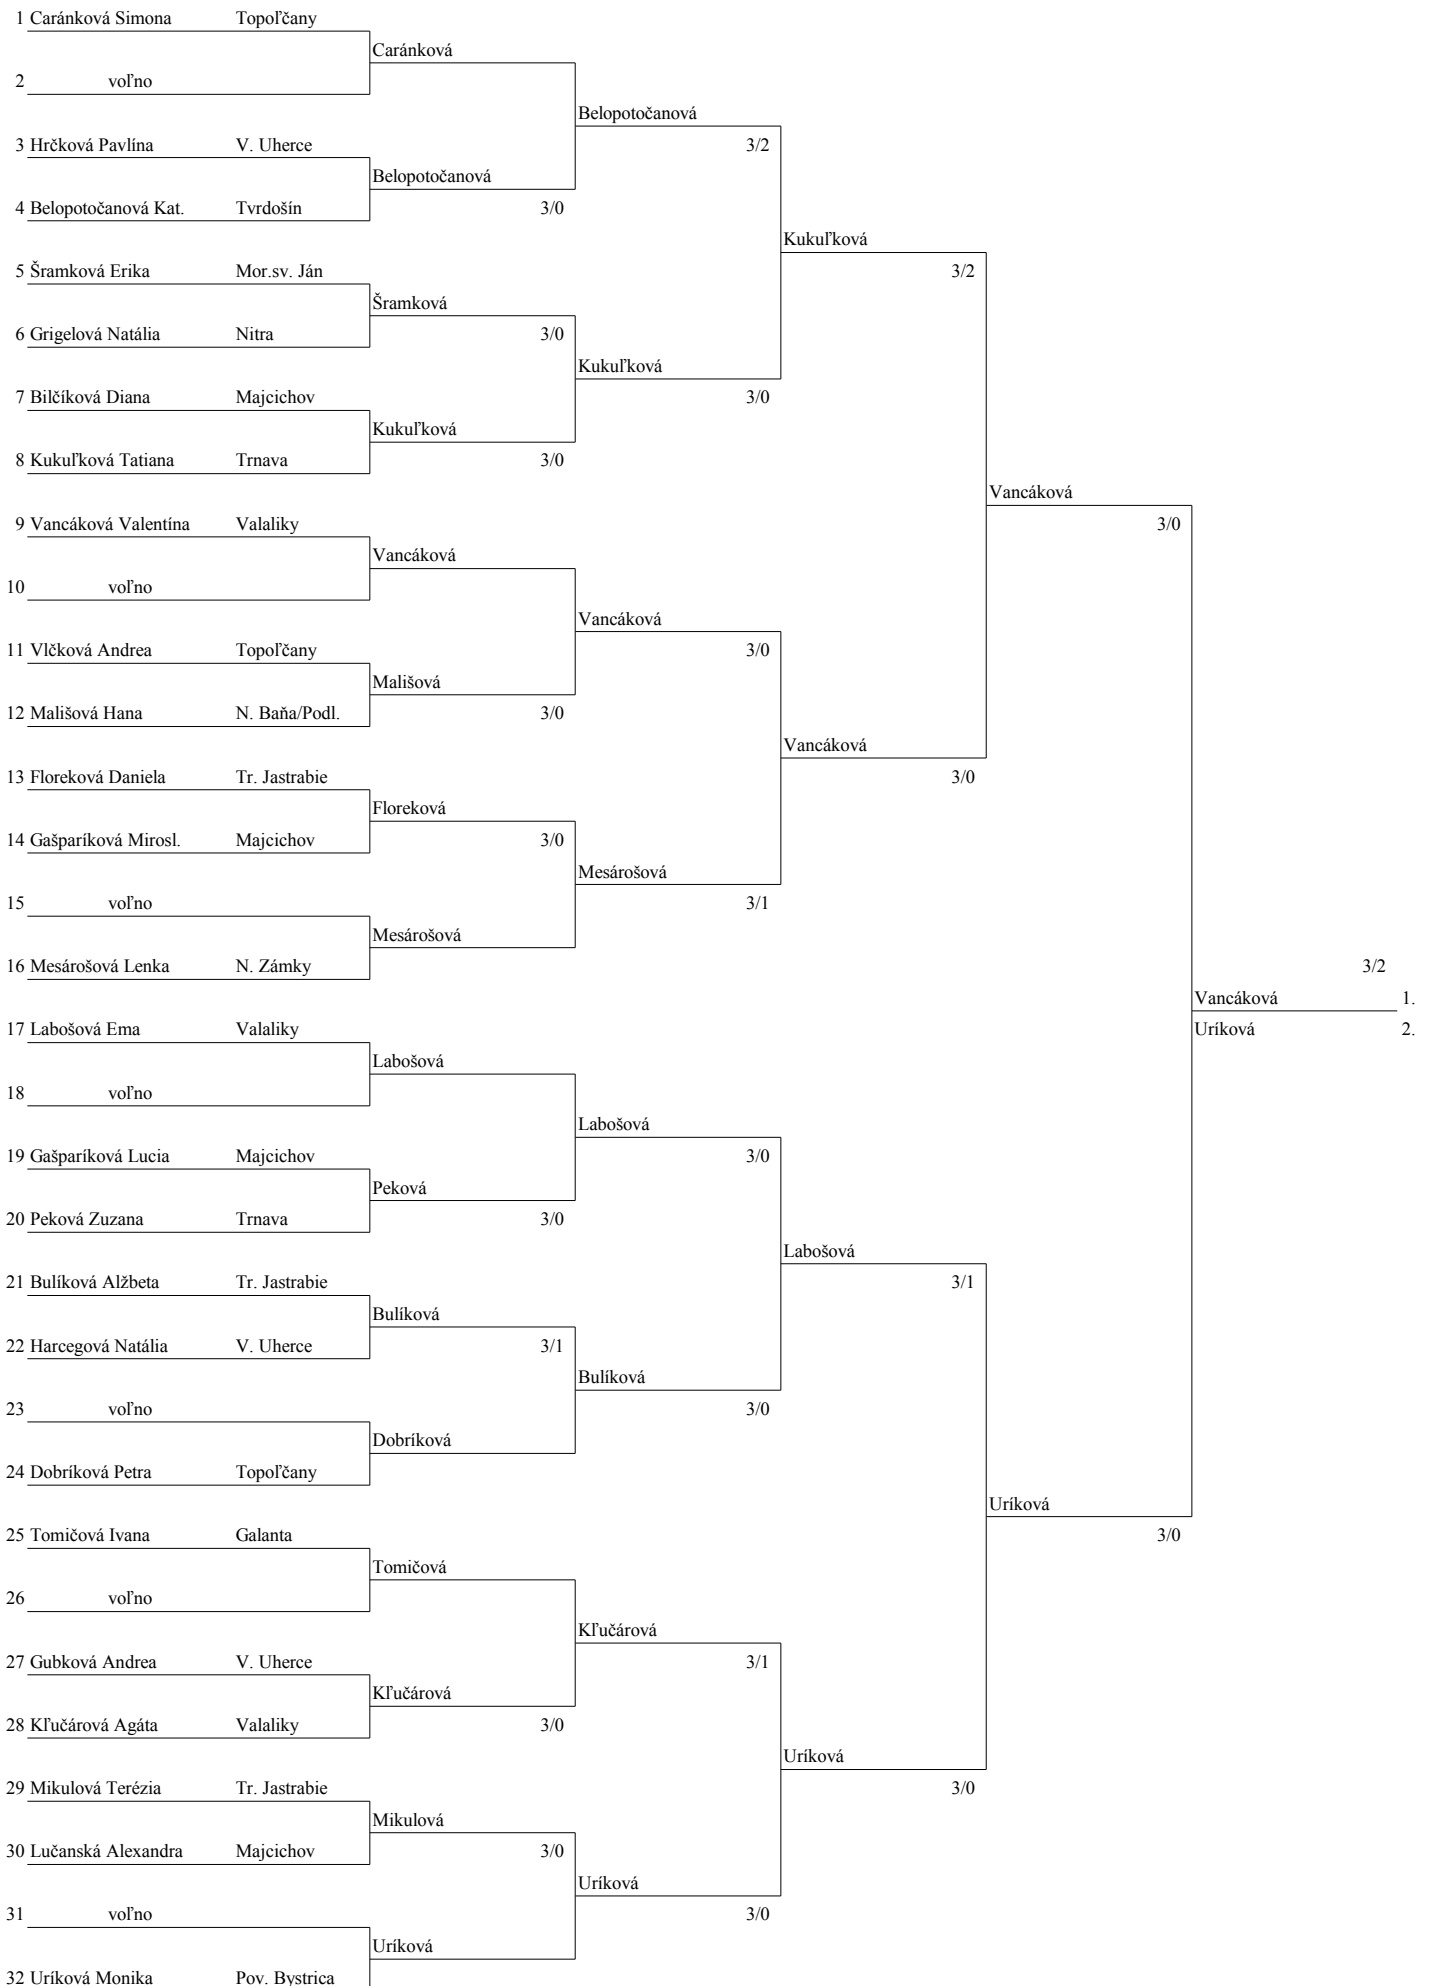 1 Caránková Simona Topoľčany
Caránková
2 voľno
Belopotočanová
3 Hrčková Pavlína V. Uherce 3/2
Belopotočanová
4 Belopotočanová Kat. Tvrdošín 3/0
Kukuľková
5 Šramková Erika Mor.sv. Ján 3/2
Šramková
6 Grigelová Natália Nitra 3/0
Kukuľková
7 Bilčíková Diana Majcichov 3/0
Kukuľková
8 Kukuľková Tatiana Trnava 3/0
Vancáková
9 Vancáková Valentína Valaliky 3/0
Vancáková
10 voľno
Vancáková
11 Vlčková Andrea Topoľčany 3/0
Mališová
12 Mališová Hana N. Baňa/Podl. 3/0
Vancáková
13 Floreková Daniela Tr. Jastrabie 3/0
Floreková
14 Gašparíková Mirosl. Majcichov 3/0
Mesárošová
15 voľno 3/1
Mesárošová
16 Mesárošová Lenka N. Zámky 3/2
Vancáková 1.
17 Labošová Ema Valaliky Uríková 2.
Labošová
18 voľno
Labošová
19 Gašparíková Lucia Majcichov 3/0
Peková
20 Peková Zuzana Trnava 3/0
Labošová
21 Bulíková Alžbeta Tr. Jastrabie 3/1
Bulíková
22 Harcegová Natália V. Uherce 3/1
Bulíková
23 voľno 3/0
Dobríková
24 Dobríková Petra Topoľčany
Uríková
25 Tomičová Ivana Galanta 3/0
Tomičová
26 voľno
Kľučárová
27 Gubková Andrea V. Uherce 3/1
Kľučárová
28 Kľučárová Agáta Valaliky 3/0
Uríková
29 Mikulová Terézia Tr. Jastrabie 3/0
Mikulová
30 Lučanská Alexandra Majcichov 3/0
Uríková
31 voľno 3/0
Uríková
32 Uríková Monika Pov. Bystrica